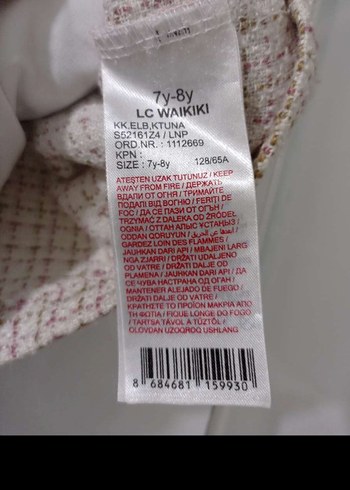 7y-8y
LC WAIKIKI
KK,ELB,KTUNA
S52161Z4 / LNP
ORD.NR. : 1112669
KPN :
SIZE : 7y-8y 128/65A
ATEŞTEN UZAK TUTUNUZ / KEEP
AWAY FROM FIRE / ДЕРЖАТЬ
ВДАЛИ ОТ ОГНЯ / ТРИМАЙТЕ
ПОДАЛІ ВІД ВОГНЮ / FERIȚI DE
FOC / ДА СЕ ПАЗИ ОТ ОГЪН /
TRZYMAĆ Z DALEKA OD ŹRÓDEŁ
OGNIA / ОТТАН АЛЫС ҰСТАҢЫЗ /
ODDAN QORUYUN / احفظها عن الحريق /
GARDEZ LOIN DES FLAMMES /
JAUHKAN DARI API / MBAJENI LARG
NGA ZJARRI / DRŽATI UDALJENO
OD VATRE / DRŽATI DALJE OD
PLAMENA / JAUHKAN DARI API / ДА
СЕ ЧУВА НАСТРАНА ОД ОГАН /
MANTENER ALEJADO DE FUEGO /
DRŽATI DALJE OD VATRE /
ΚΡΑΤΗΣΤΕ ΤΟ ΠΡΟΪΟΝ ΜΑΚΡΙΑ ΑΠΟ
ΤΗ ΦΩΤΙΑ / FIQUE LONGE DO FOGO
/ TARTSA TÁVOL A TŰZTŐL /
OLOVDAN UZOQROQ USHLANG
8 684681 159930